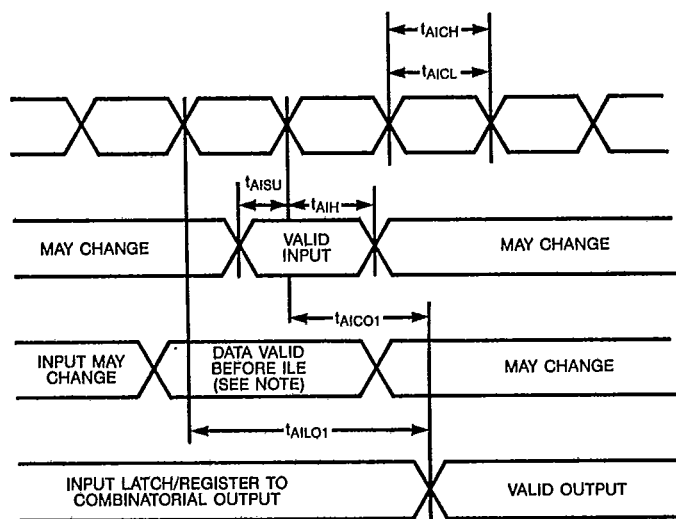 tAICH
tAICL
tAISU
tAIH
MAY CHANGE
VALID
INPUT
MAY CHANGE
tAICO1
INPUT MAY
CHANGE
DATA VALID
BEFORE ILE
(SEE NOTE)
MAY CHANGE
tAILO1
INPUT LATCH/REGISTER TO
COMBINATORIAL OUTPUT
VALID OUTPUT